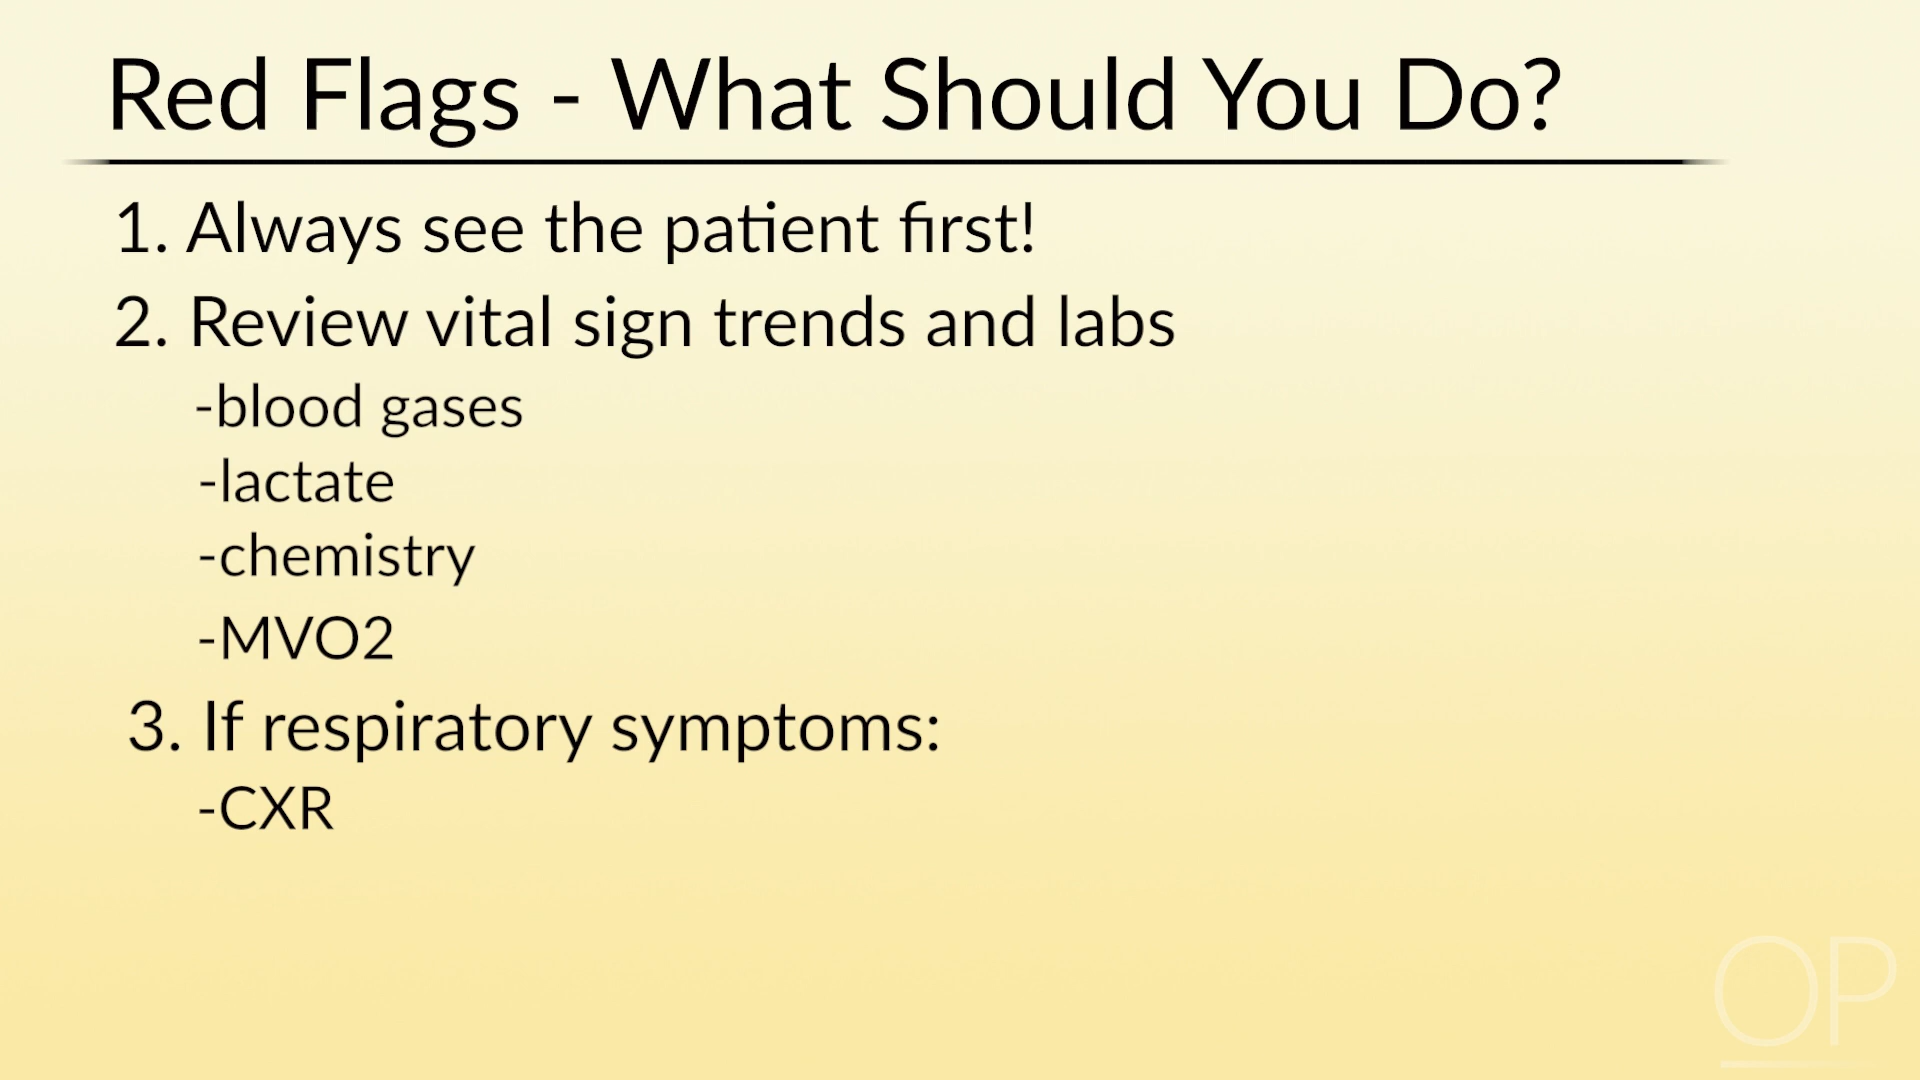 Red Flags - What Should You Do?
1. Always see the patient first!
2. Review vital sign trends and labs
-blood gases
-lactate
-chemistry
-MVO2
3. If respiratory symptoms:
-CXR
OP